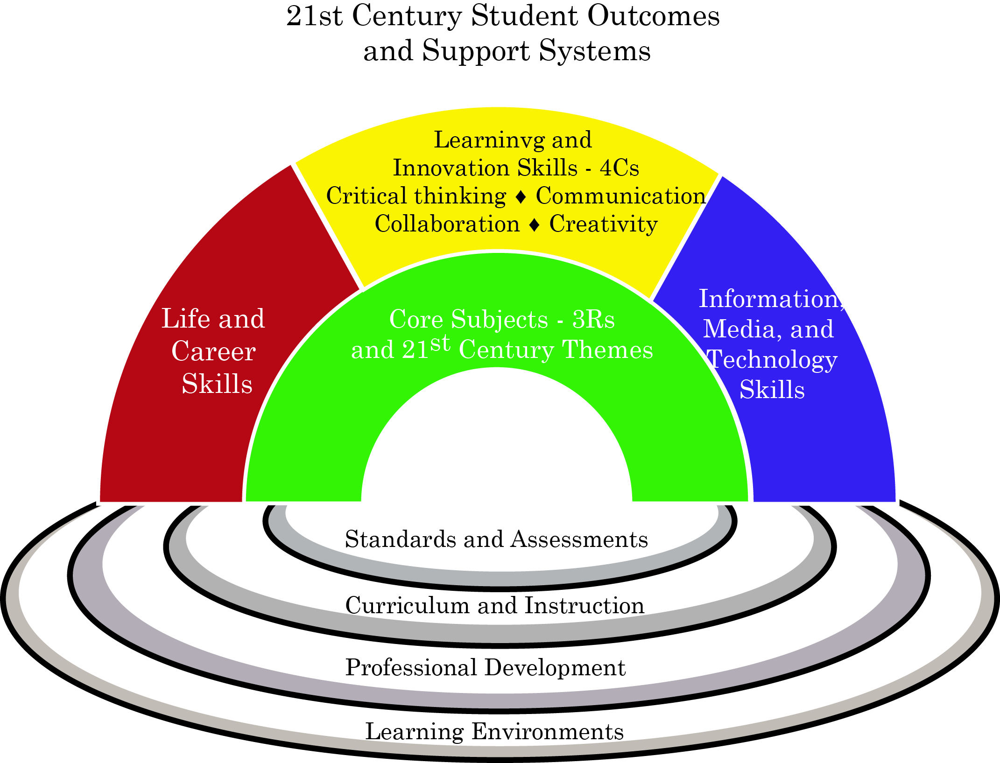 21st Century Student Outcomes
and Support Systems
Learninvg and
Innovation Skills - 4Cs
Critical thinking ♦ Communication
Collaboration ♦ Creativity
Life and
Career
Skills
Core Subjects - 3Rs
and 21st Century Themes
Information,
Media, and
Technology
Skills
Standards and Assessments
Curriculum and Instruction
Professional Development
Learning Environments